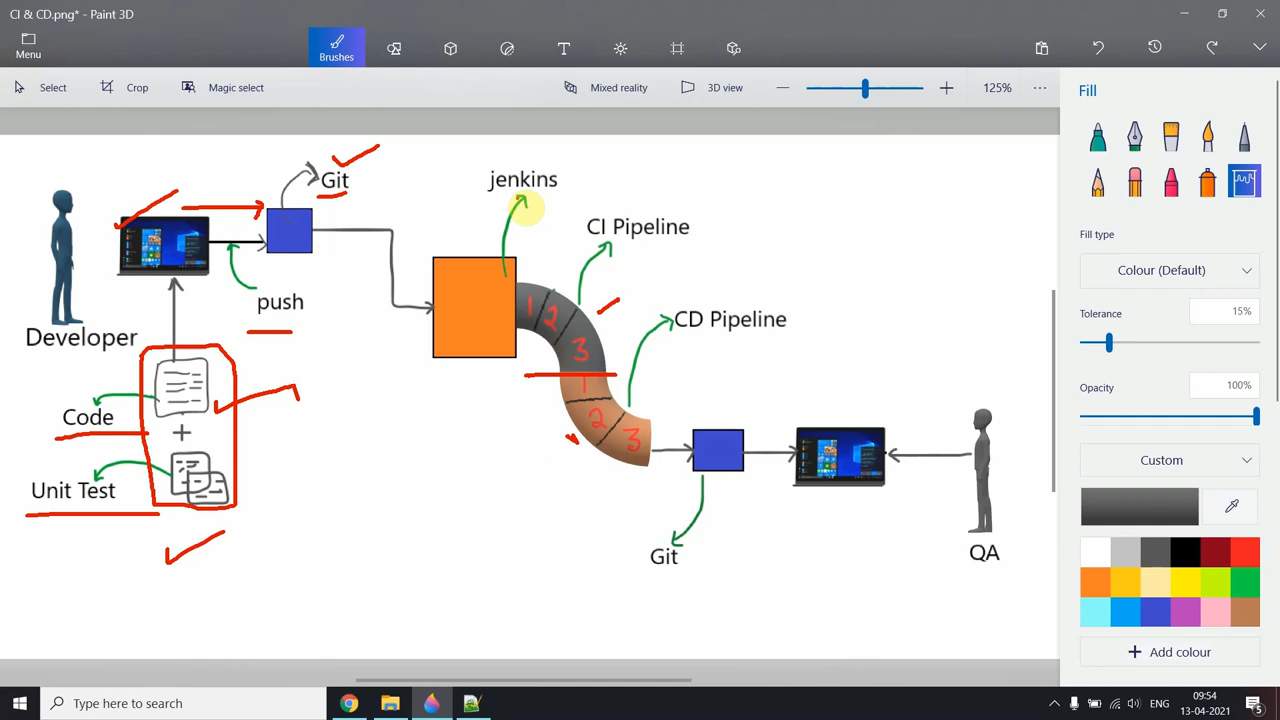 CI & CD.png* - Paint 3D
Menu
Brushes
Select
Crop
Magic select
Mixed reality
3D view
125%
Fill
Fill type
Colour (Default)
Tolerance
15%
Opacity
100%
Custom
Add colour
Git
jenkins
CI Pipeline
CD Pipeline
push
Developer
Code
+
Unit Test
1
2
3
1
2
3
Git
QA
Type here to search
ENG
09:54
13-04-2021
5